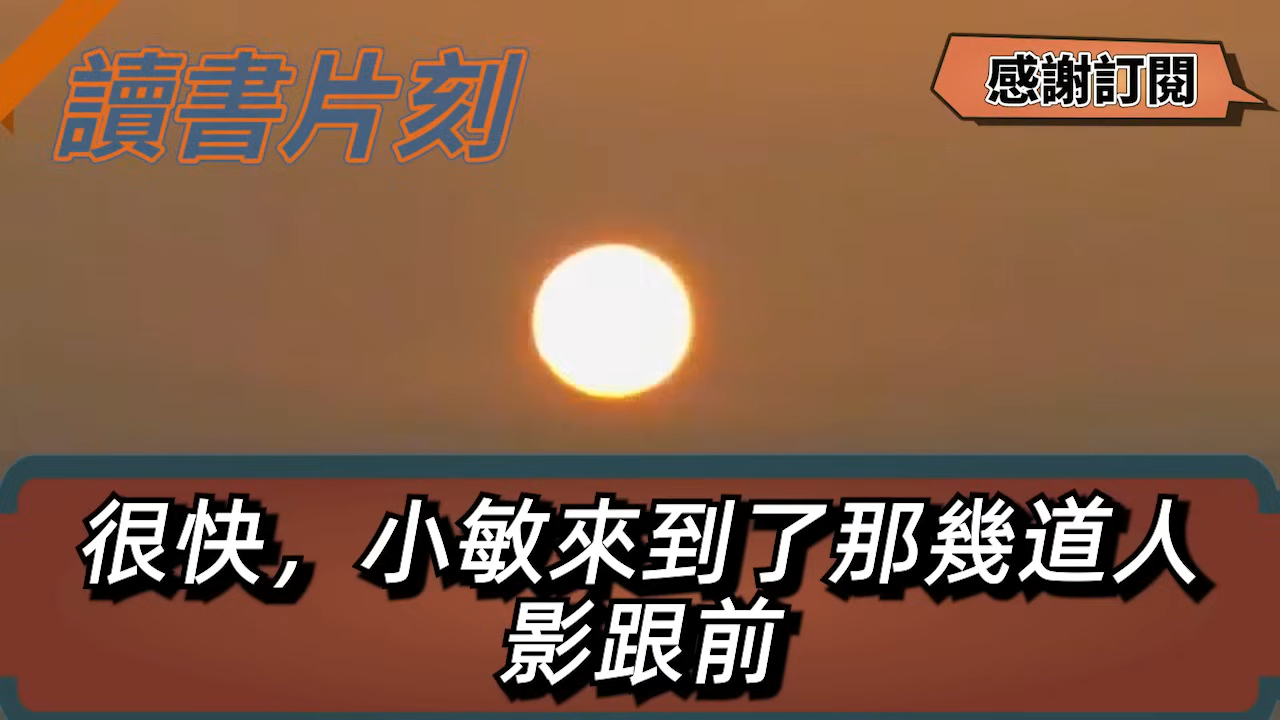 讀書片刻
感謝訂閱
很快，小敏來到了那幾道人
影跟前